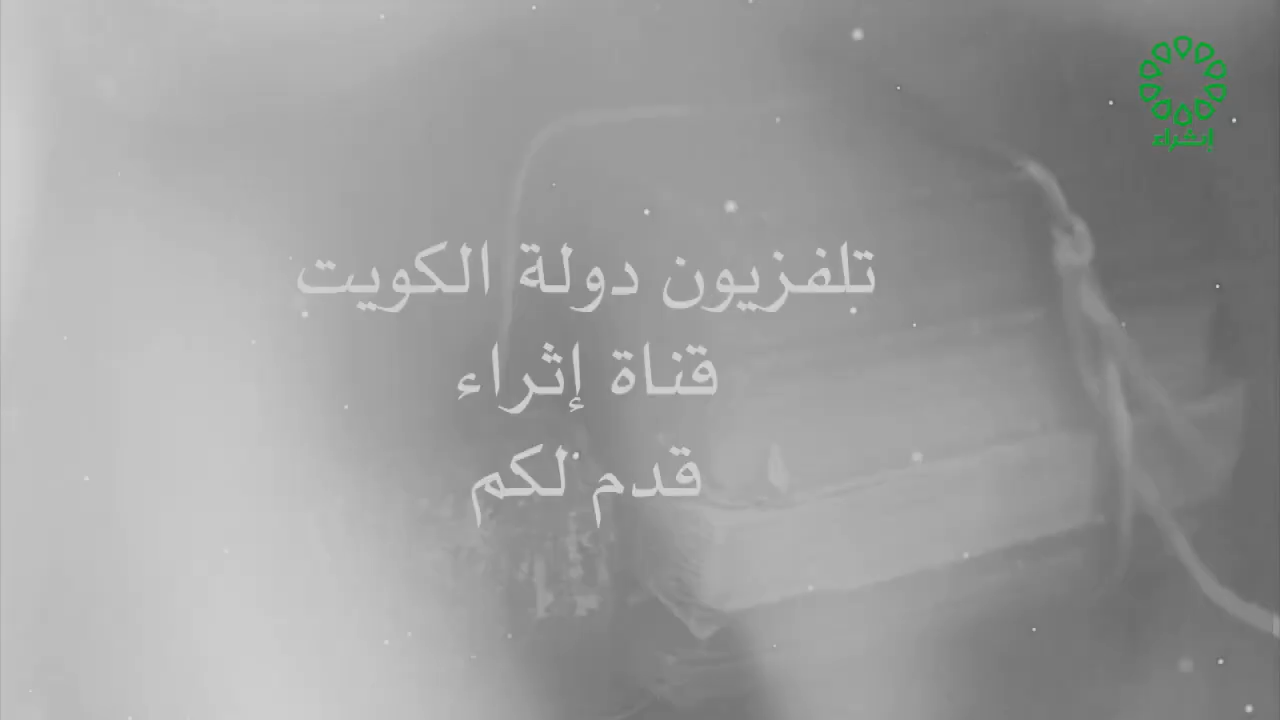 إثراء
تلفزيون دولة الكويت
قناة إثراء
قدم لكم